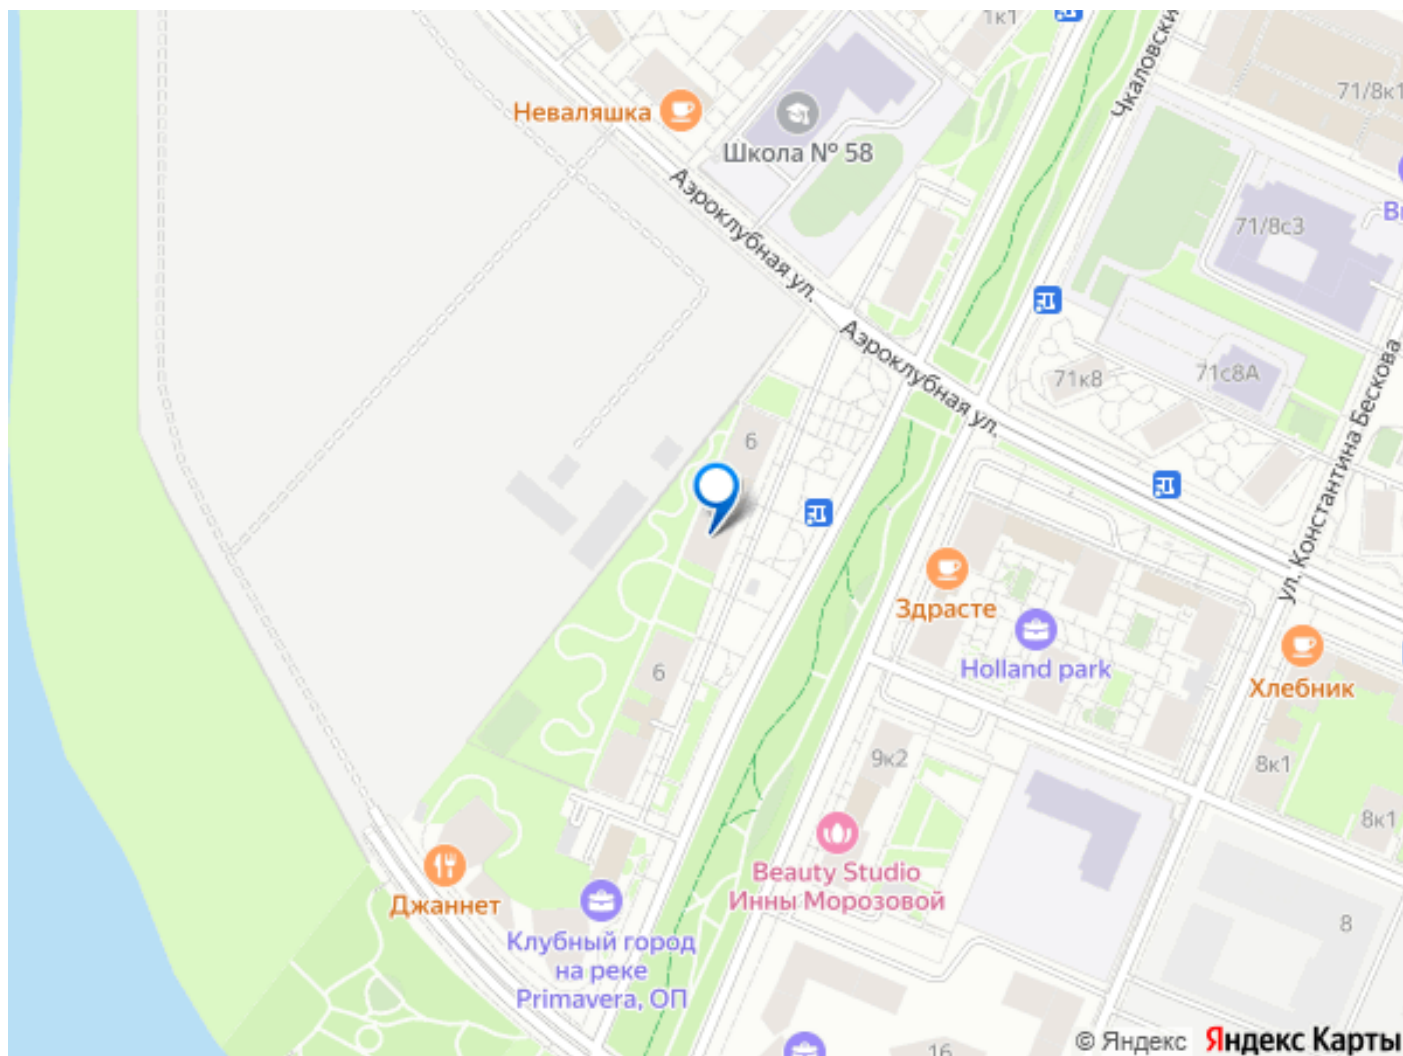 1к1
Чкаловски
71/8к1
Неваляшка
Школа № 58
Аэроклубная ул.
71/8с3
Аэроклубная ул.
71к8
71с8А
ул. Константина Бескова
6
Здрасте
Holland park
Хлебник
6
9к2
8к1
8к1
Beauty Studio
Инны Морозовой
Джаннет
Клубный город
на реке
Primavera, ОП
8
16
© Яндекс
Яндекс Карты